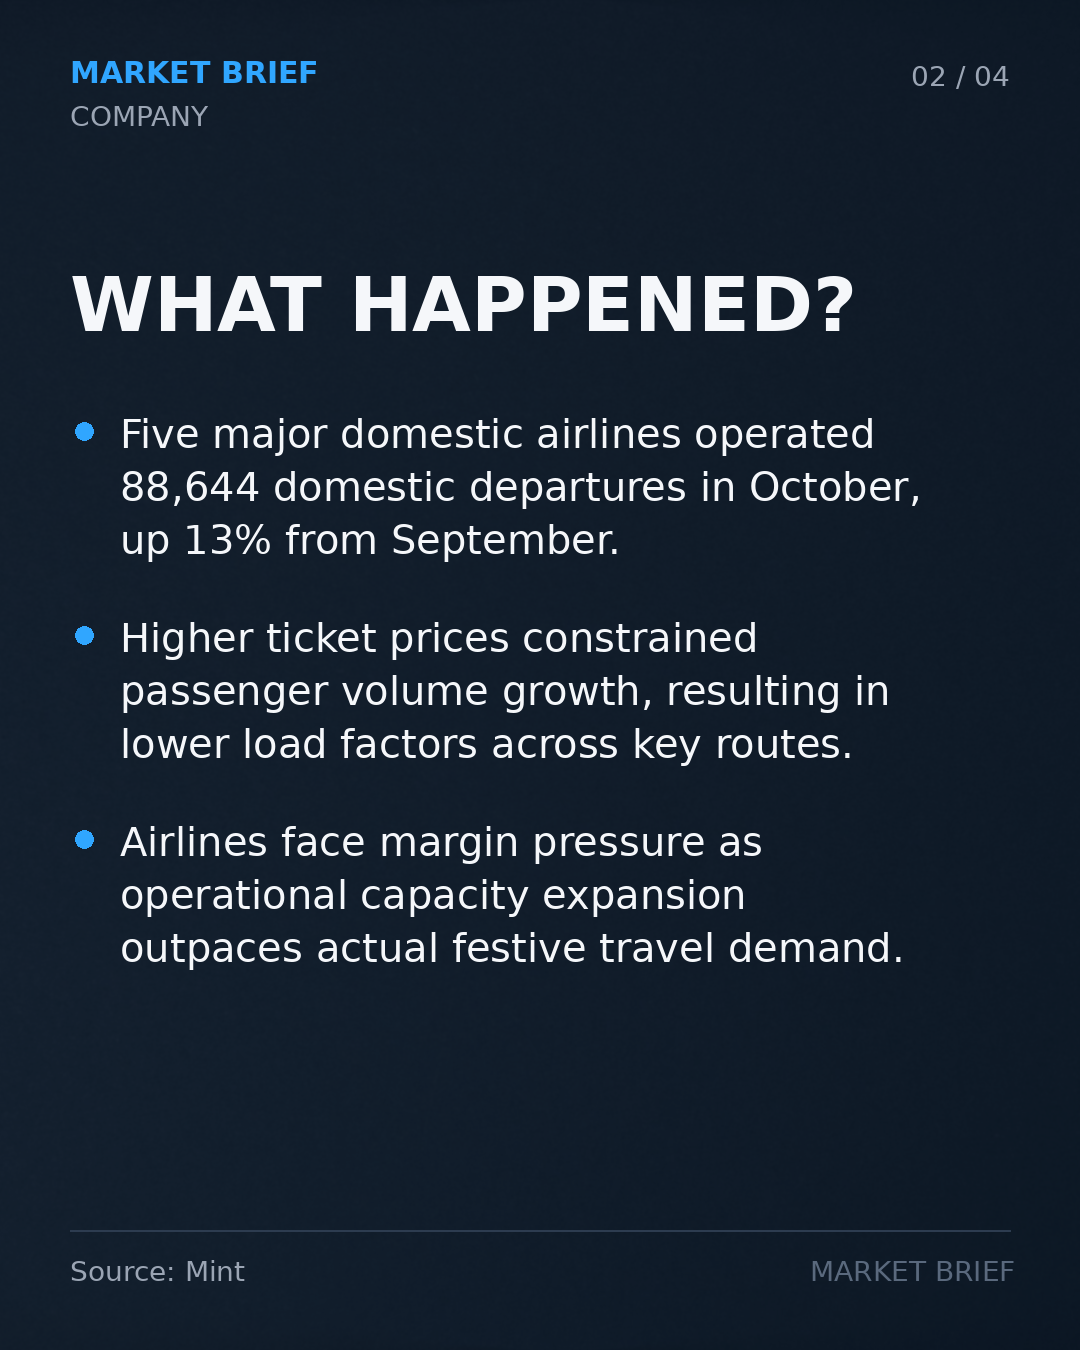 MARKET BRIEF
COMPANY
02 / 04
WHAT HAPPENED?
Five major domestic airlines operated
88,644 domestic departures in October,
up 13% from September.
Higher ticket prices constrained
passenger volume growth, resulting in
lower load factors across key routes.
Airlines face margin pressure as
operational capacity expansion
outpaces actual festive travel demand.
Source: Mint
MARKET BRIEF